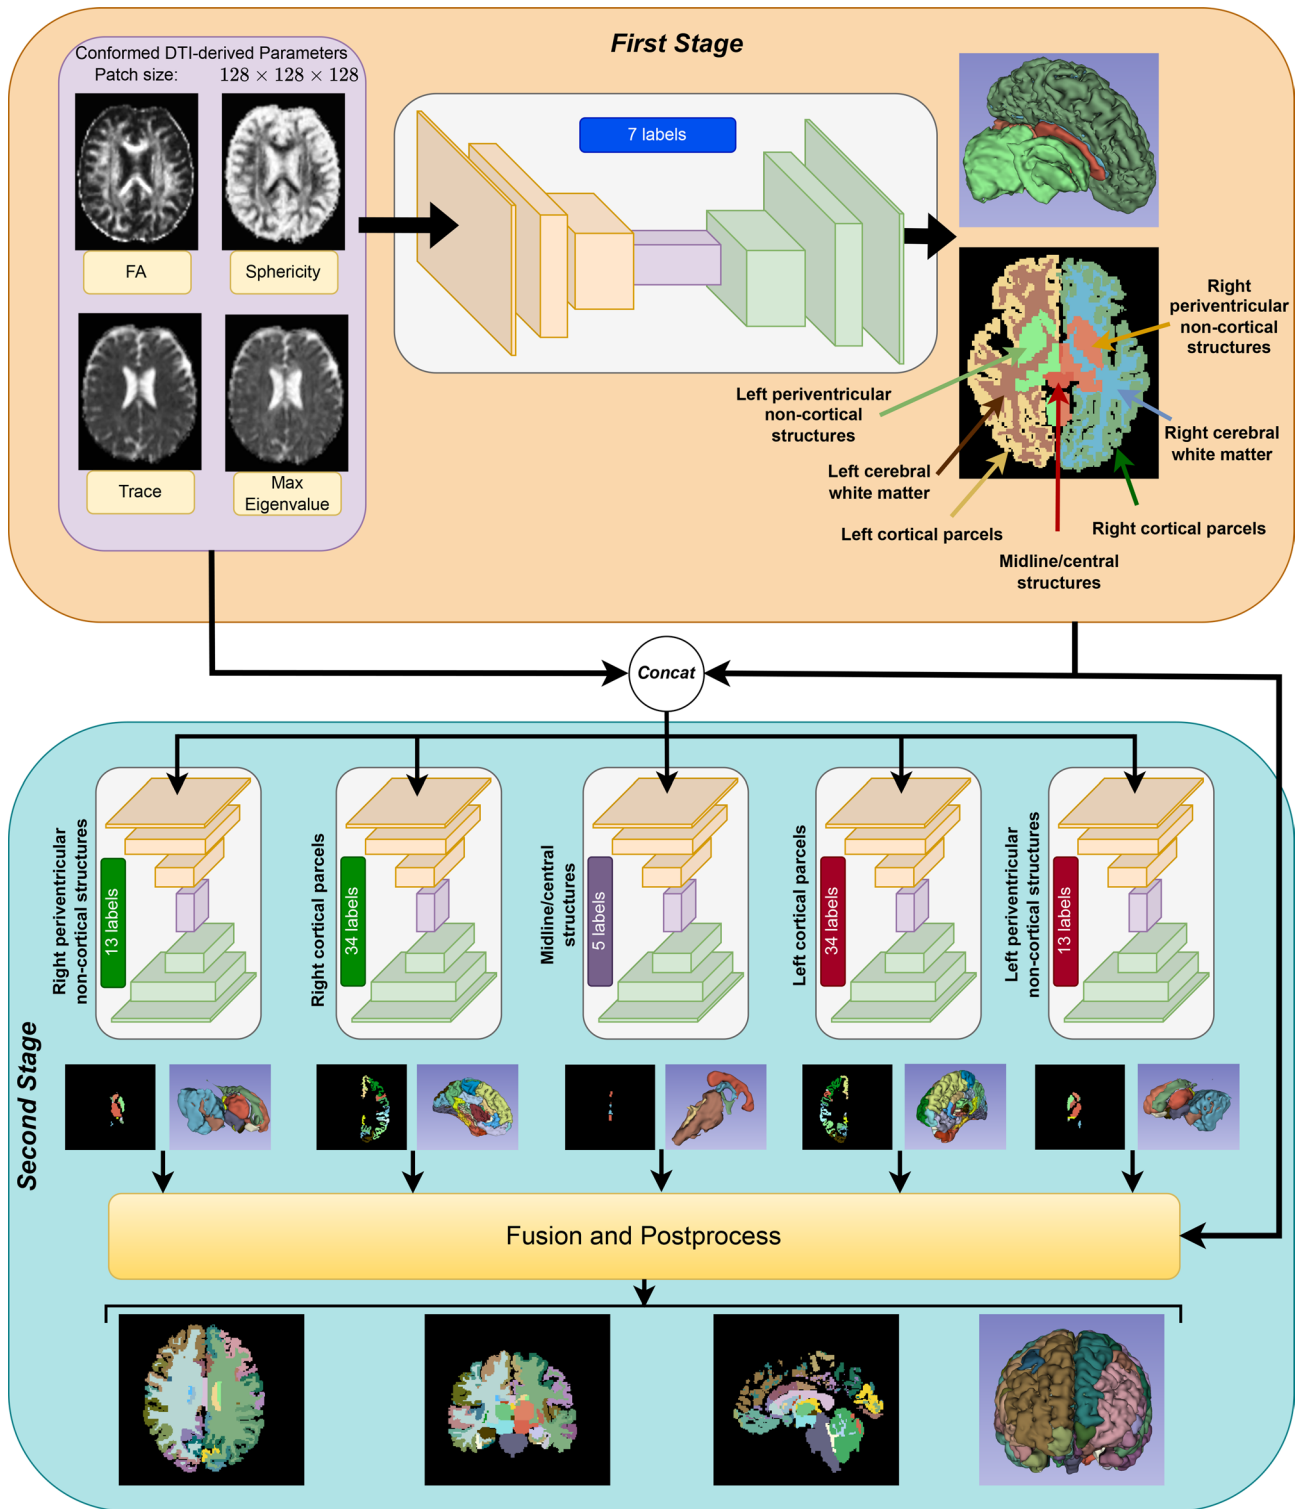 First Stage
Conformed DTI-derived Parameters
Patch size: 128 × 128 × 128
7 labels
FA
Sphericity
Trace
Max
Eigenvalue
Right
periventricular
non-cortical
structures
Left periventricular
non-cortical
structures
Right cerebral
white matter
Left cerebral
white matter
Left cortical parcels
Right cortical parcels
Midline/central
structures
Concat
Second Stage
Right periventricular
non-cortical structures
13 labels
Right cortical parcels
34 labels
Midline/central
structures
5 labels
Left cortical parcels
34 labels
Left periventricular
non-cortical structures
13 labels
Fusion and Postprocess